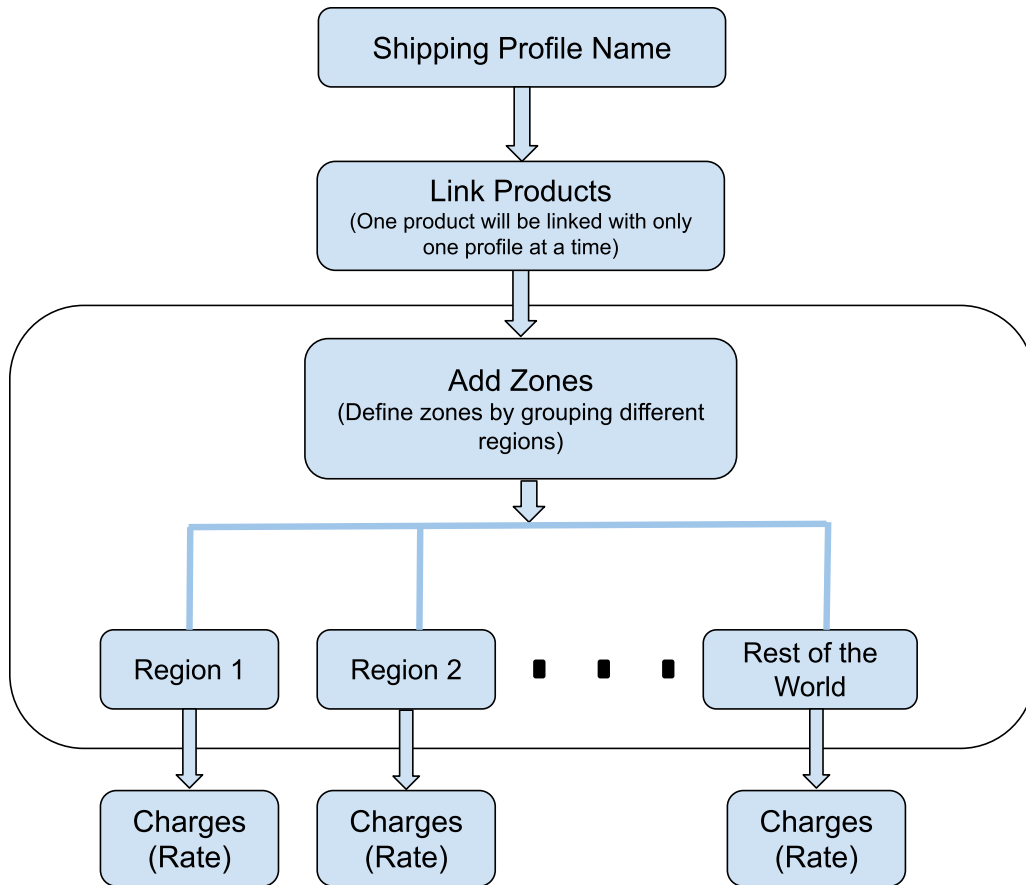 Shipping Profile Name
Link Products
(One product will be linked with only
one profile at a time)
Add Zones
(Define zones by grouping different
regions)
Region 1
Region 2
Rest of the
World
Charges
(Rate)
Charges
(Rate)
Charges
(Rate)